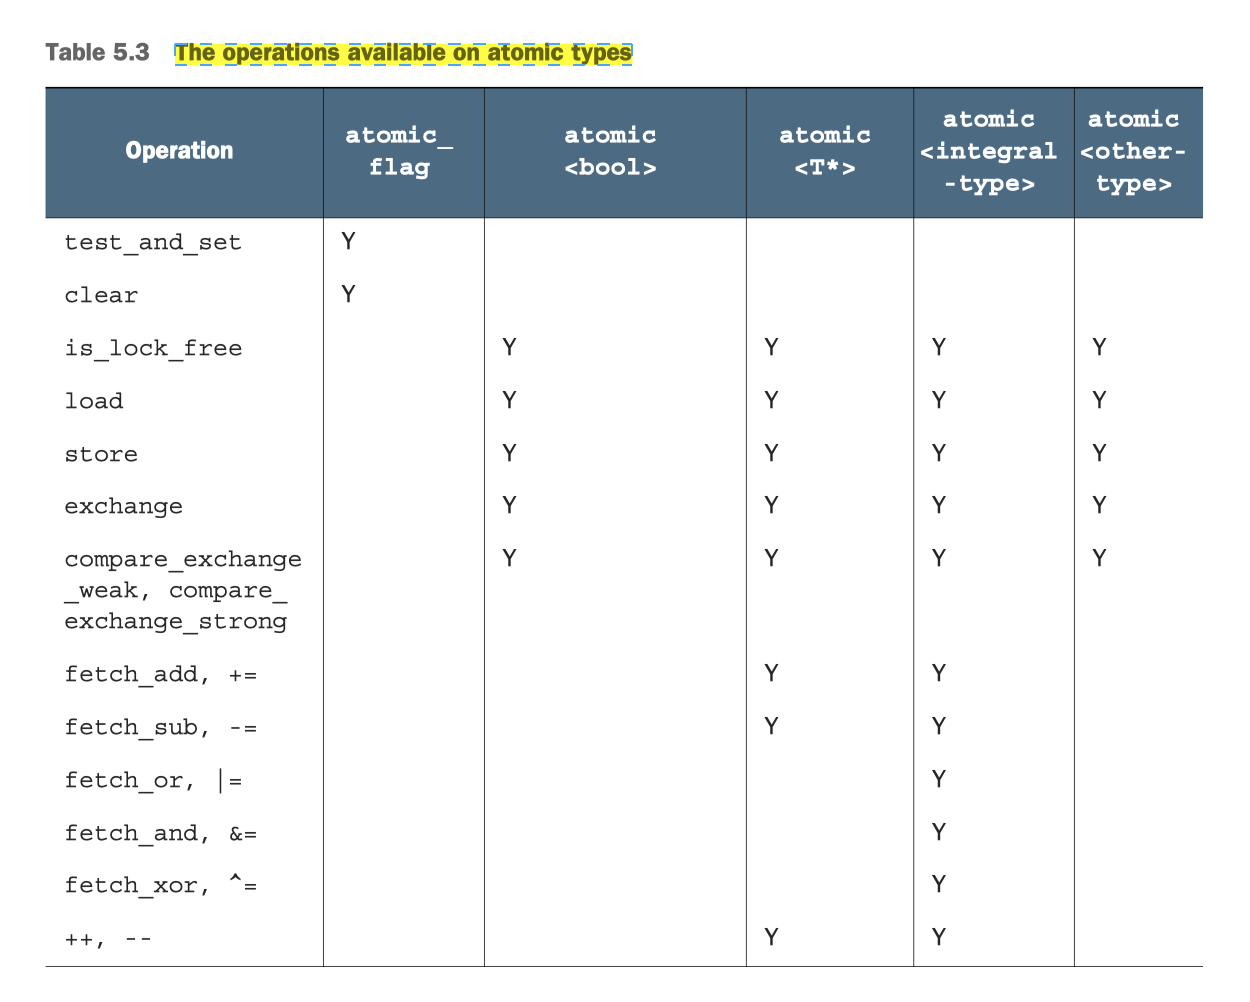 Table 5.3 The operations available on atomic types
Operation
atomic_
flag
atomic
<bool>
atomic
<T*>
atomic
<integral
-type>
atomic
<other-
type>
test_and_set Y
clear Y
is_lock_free Y Y Y Y
load Y Y Y Y
store Y Y Y Y
exchange Y Y Y Y
compare_exchange Y Y Y Y
_weak, compare_
exchange_strong
fetch_add, += Y Y
fetch_sub, -= Y Y
fetch_or, |= Y
fetch_and, &= Y
fetch_xor, ^= Y
++, -- Y Y